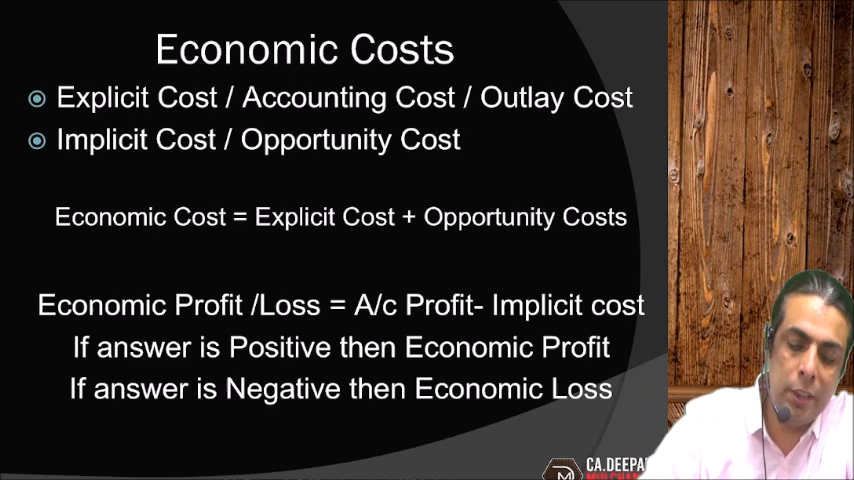 Economic Costs
Explicit Cost / Accounting Cost / Outlay Cost
Implicit Cost / Opportunity Cost
Economic Cost = Explicit Cost + Opportunity Costs
Economic Profit /Loss = A/c Profit- Implicit cost
If answer is Positive then Economic Profit
If answer is Negative then Economic Loss